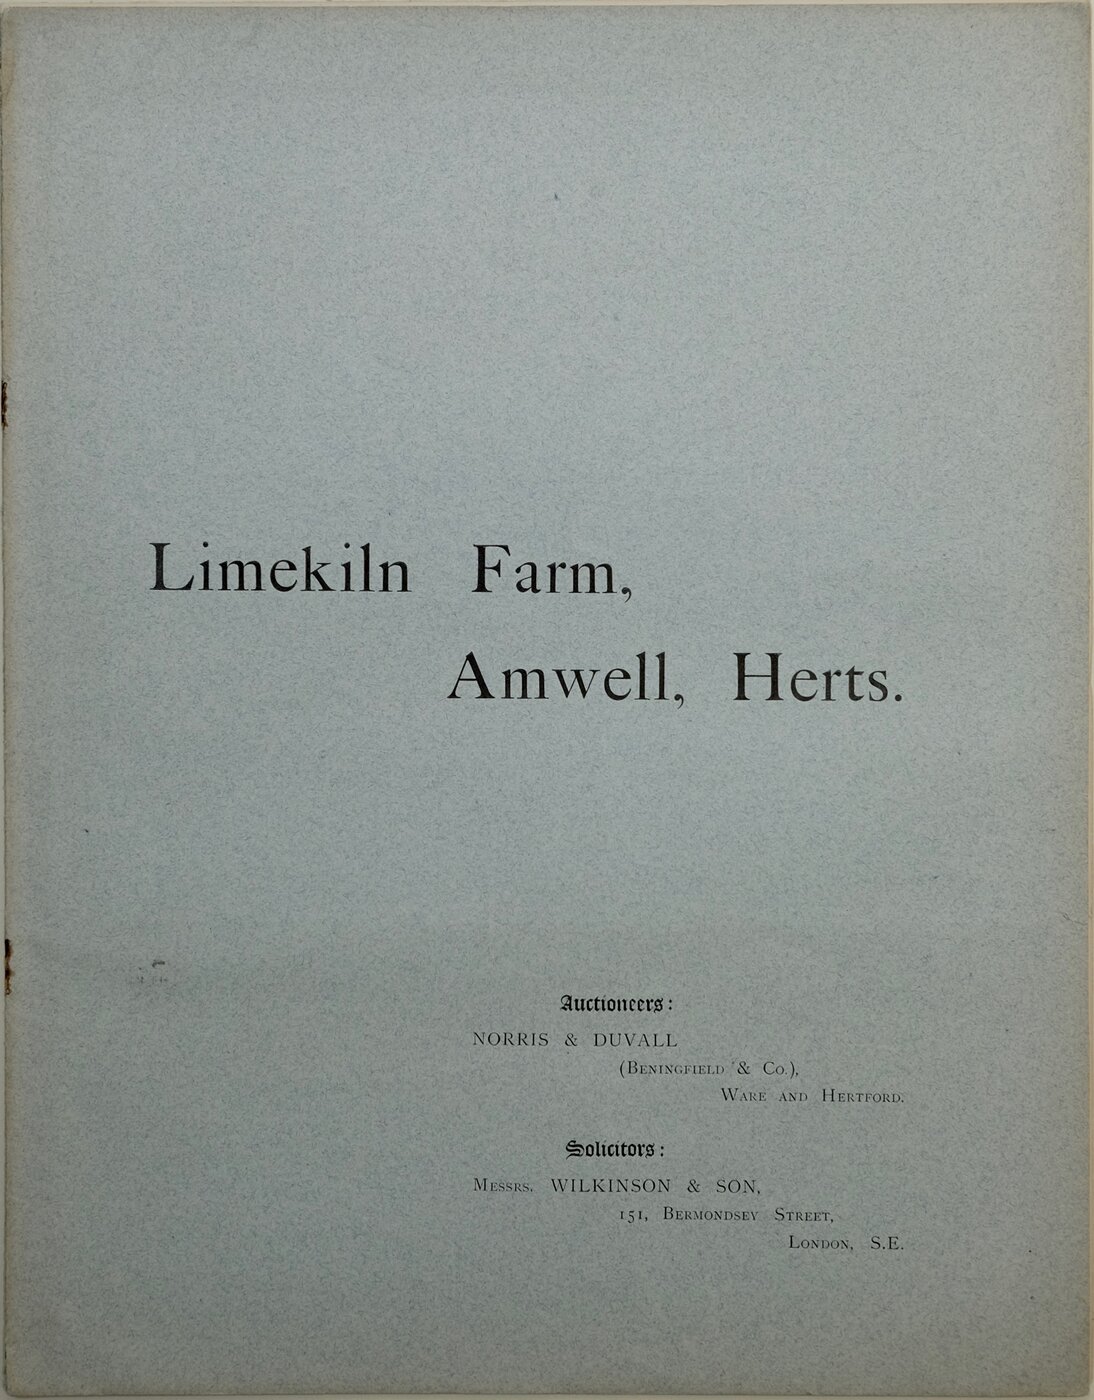 Limekiln Farm,
Amwell, Herts.
Auctioneers:
NORRIS & DUVALL
(Beningfield & Co.),
Ware and Hertford.
Solicitors:
Messrs. WILKINSON & SON,
151, Bermondsey Street,
London, S.E.